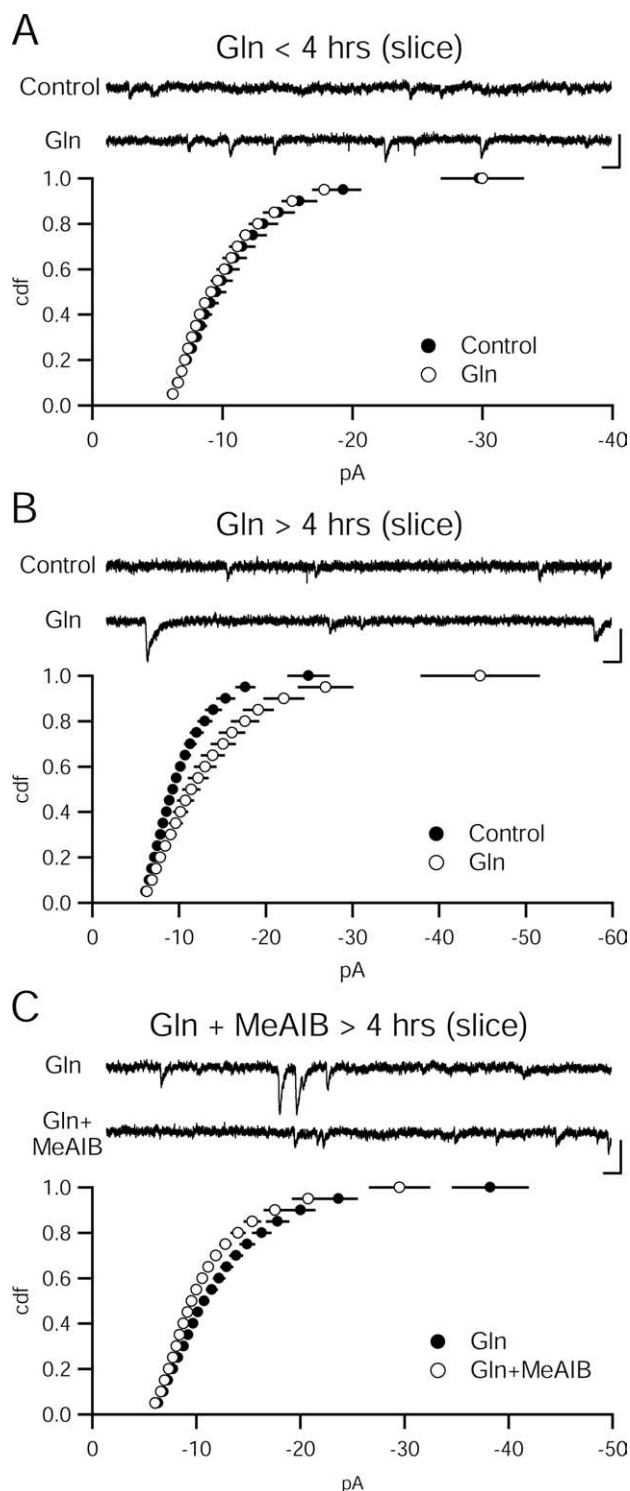 A
Gln < 4 hrs (slice)
Control
Gln
1.0
0.8
0.6
0.4
0.2
0.0
cdf
Control
Gln
0 -10 -20 -30 -40
pA
B
Gln > 4 hrs (slice)
Control
Gln
1.0
0.8
0.6
0.4
0.2
0.0
cdf
Control
Gln
0 -10 -20 -30 -40 -50 -60
pA
C
Gln + MeAIB > 4 hrs (slice)
Gln
Gln+
MeAIB
1.0
0.8
0.6
0.4
0.2
0.0
cdf
Gln
Gln+MeAIB
0 -10 -20 -30 -40 -50
pA